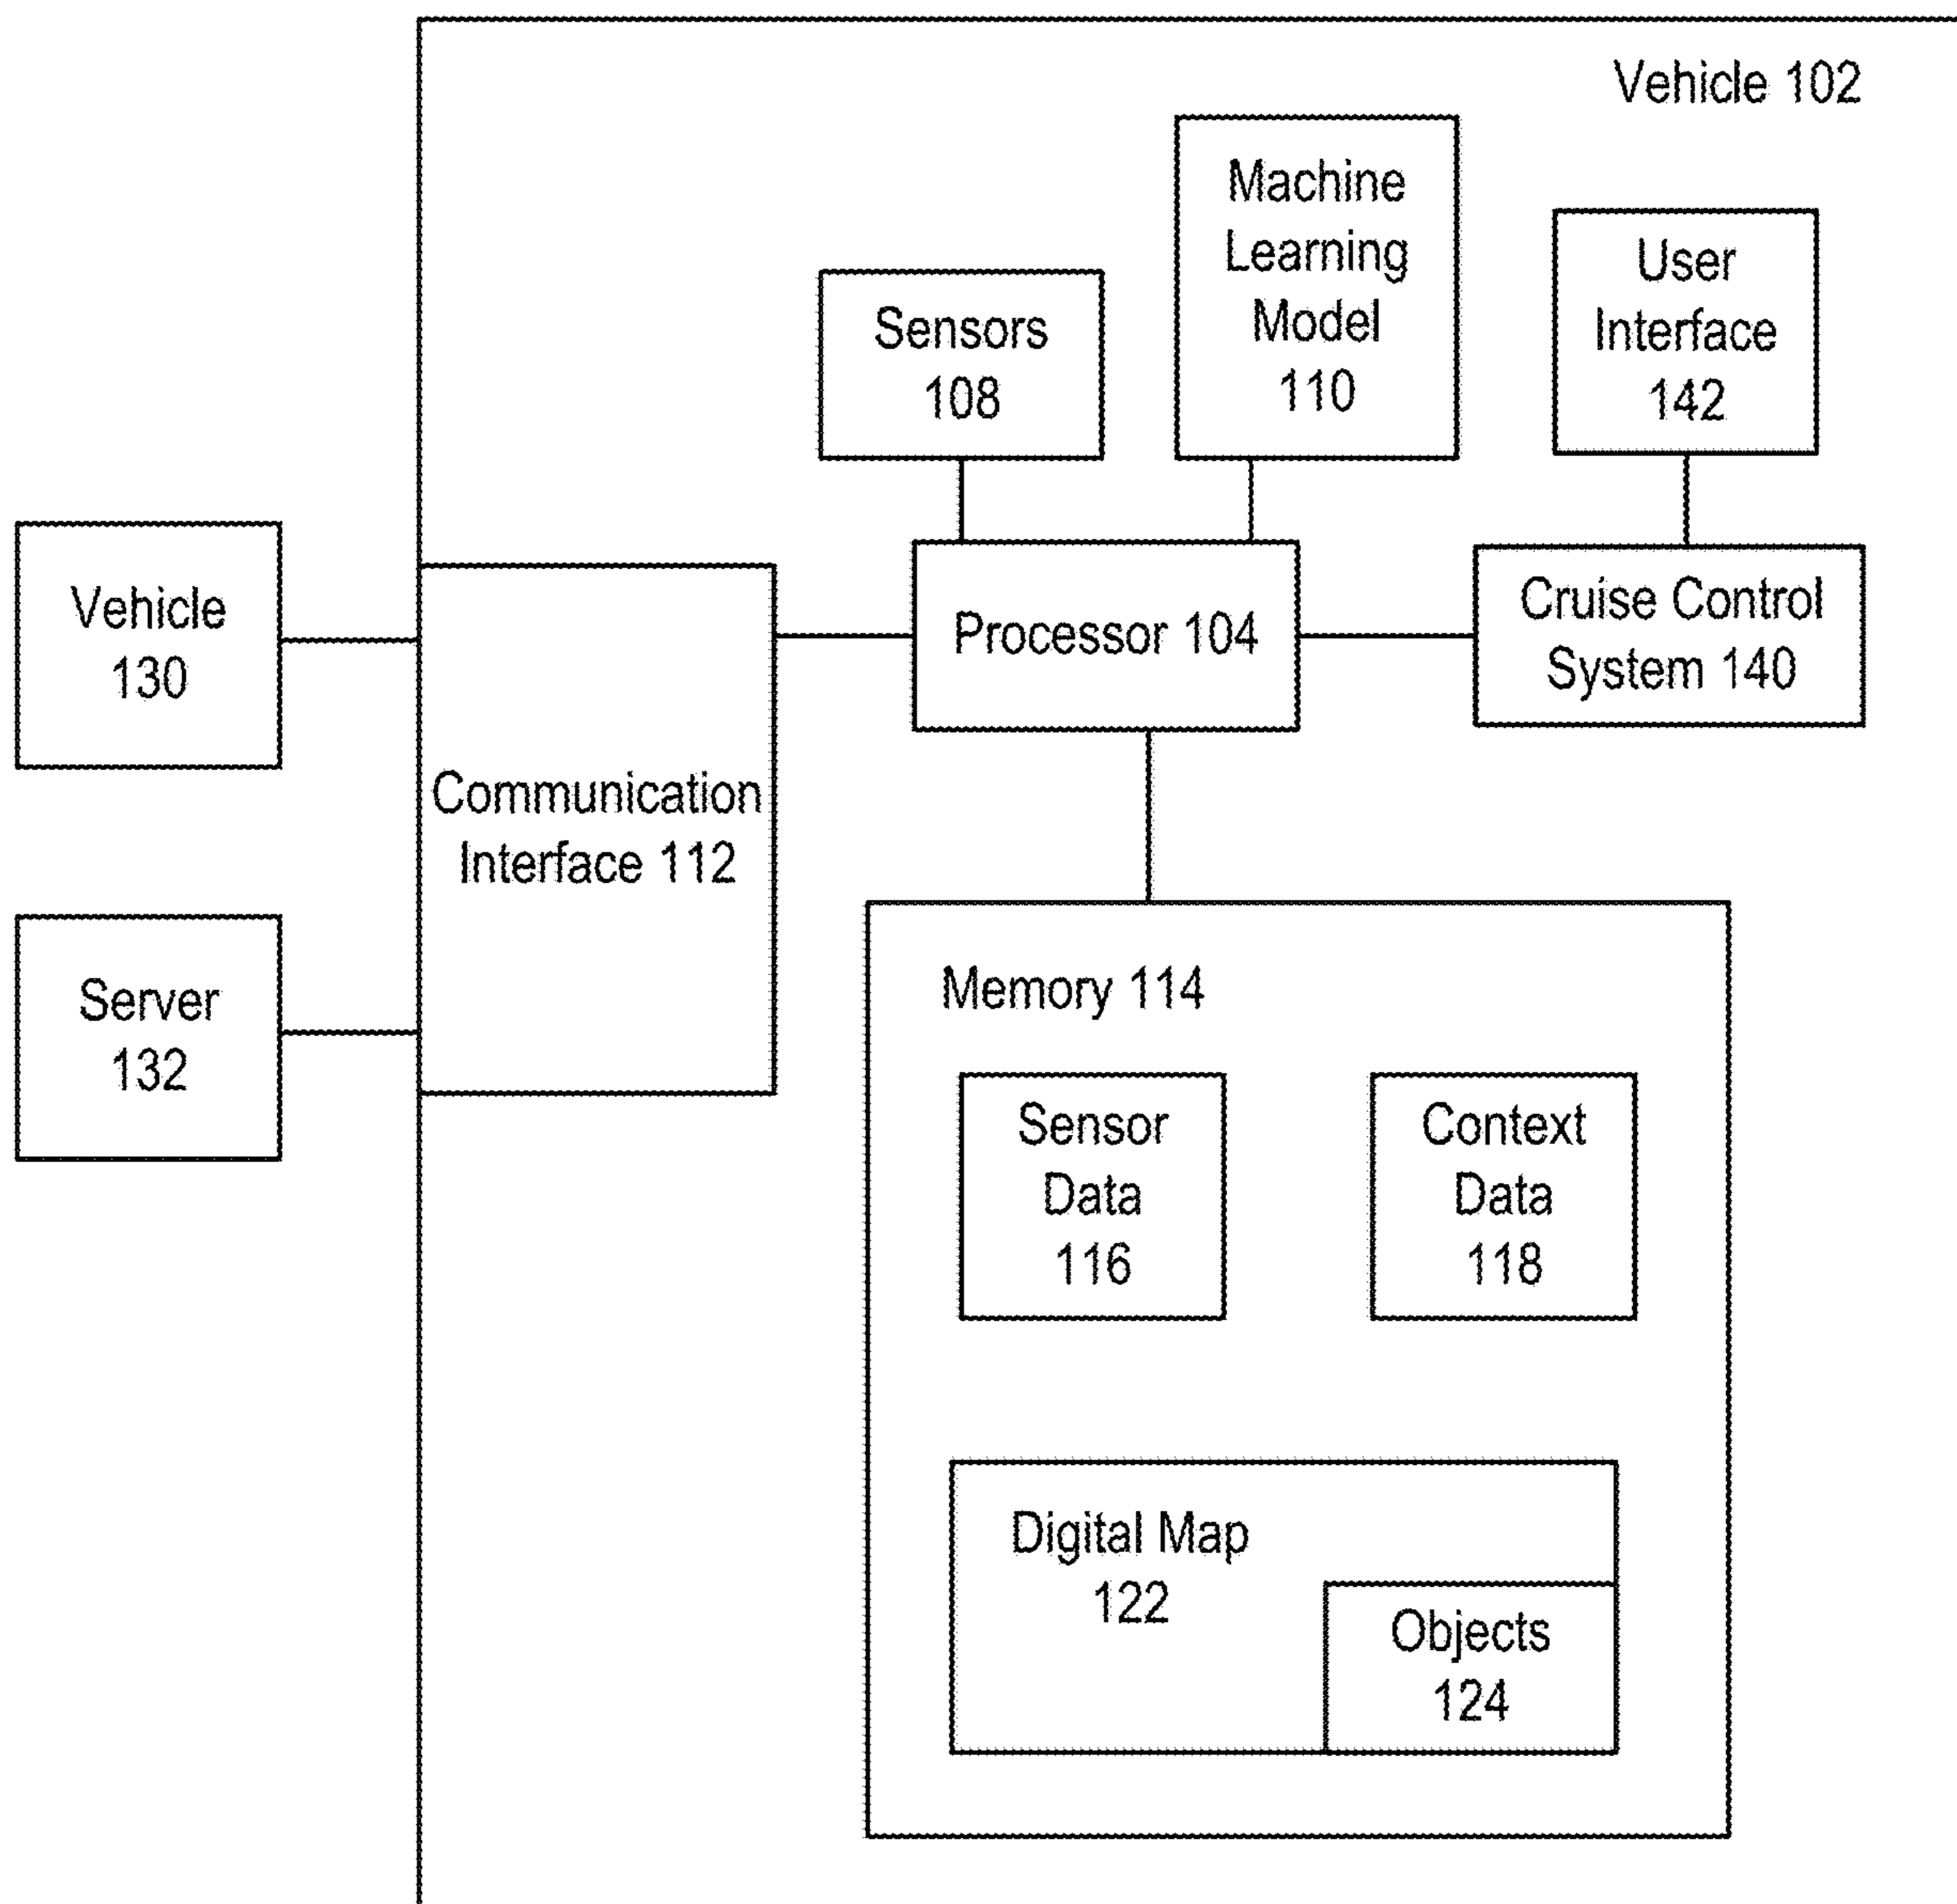 Vehicle 102
Machine
Learning
Model
110
User
Interface
142
Sensors
108
Vehicle
130
Processor 104
Cruise Control
System 140
Communication
Interface 112
Server
132
Memory 114
Sensor
Data
116
Context
Data
118
Digital Map
122
Objects
124